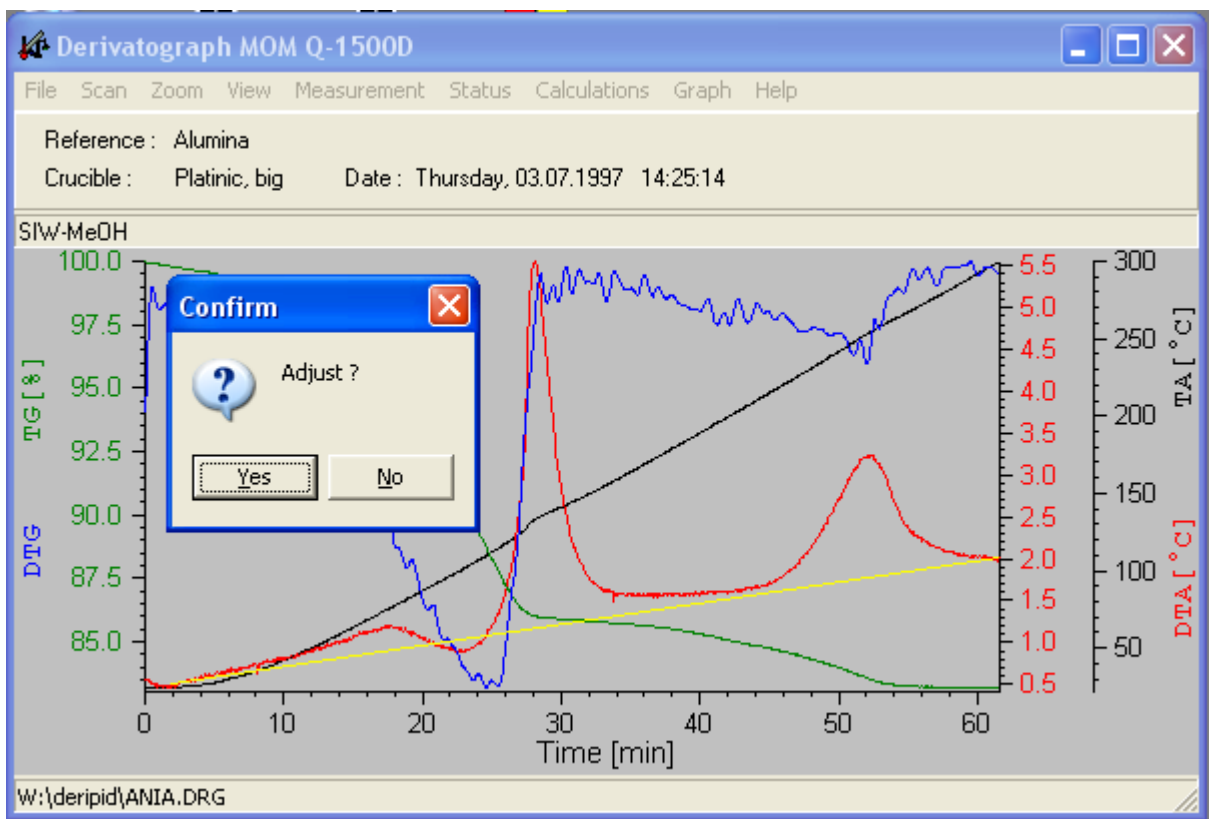 Derivatograph MOM Q-1500D
File Scan Zoom View Measurement Status Calculations Graph Help
Reference : Alumina
Crucible : Platinic, big Date : Thursday, 03.07.1997 14:25:14
SIW-MeOH
100.0
97.5
95.0
92.5
90.0
87.5
85.0
TG[%]
DTG
Confirm
Adjust ?
Yes No
5.5
5.0
4.5
4.0
3.5
3.0
2.5
2.0
1.5
1.0
0.5
300
250
200
150
100
50
TA[°C]
DTA[°C]
0 10 20 30 40 50 60
Time [min]
W:\deripid\ANIA.DRG